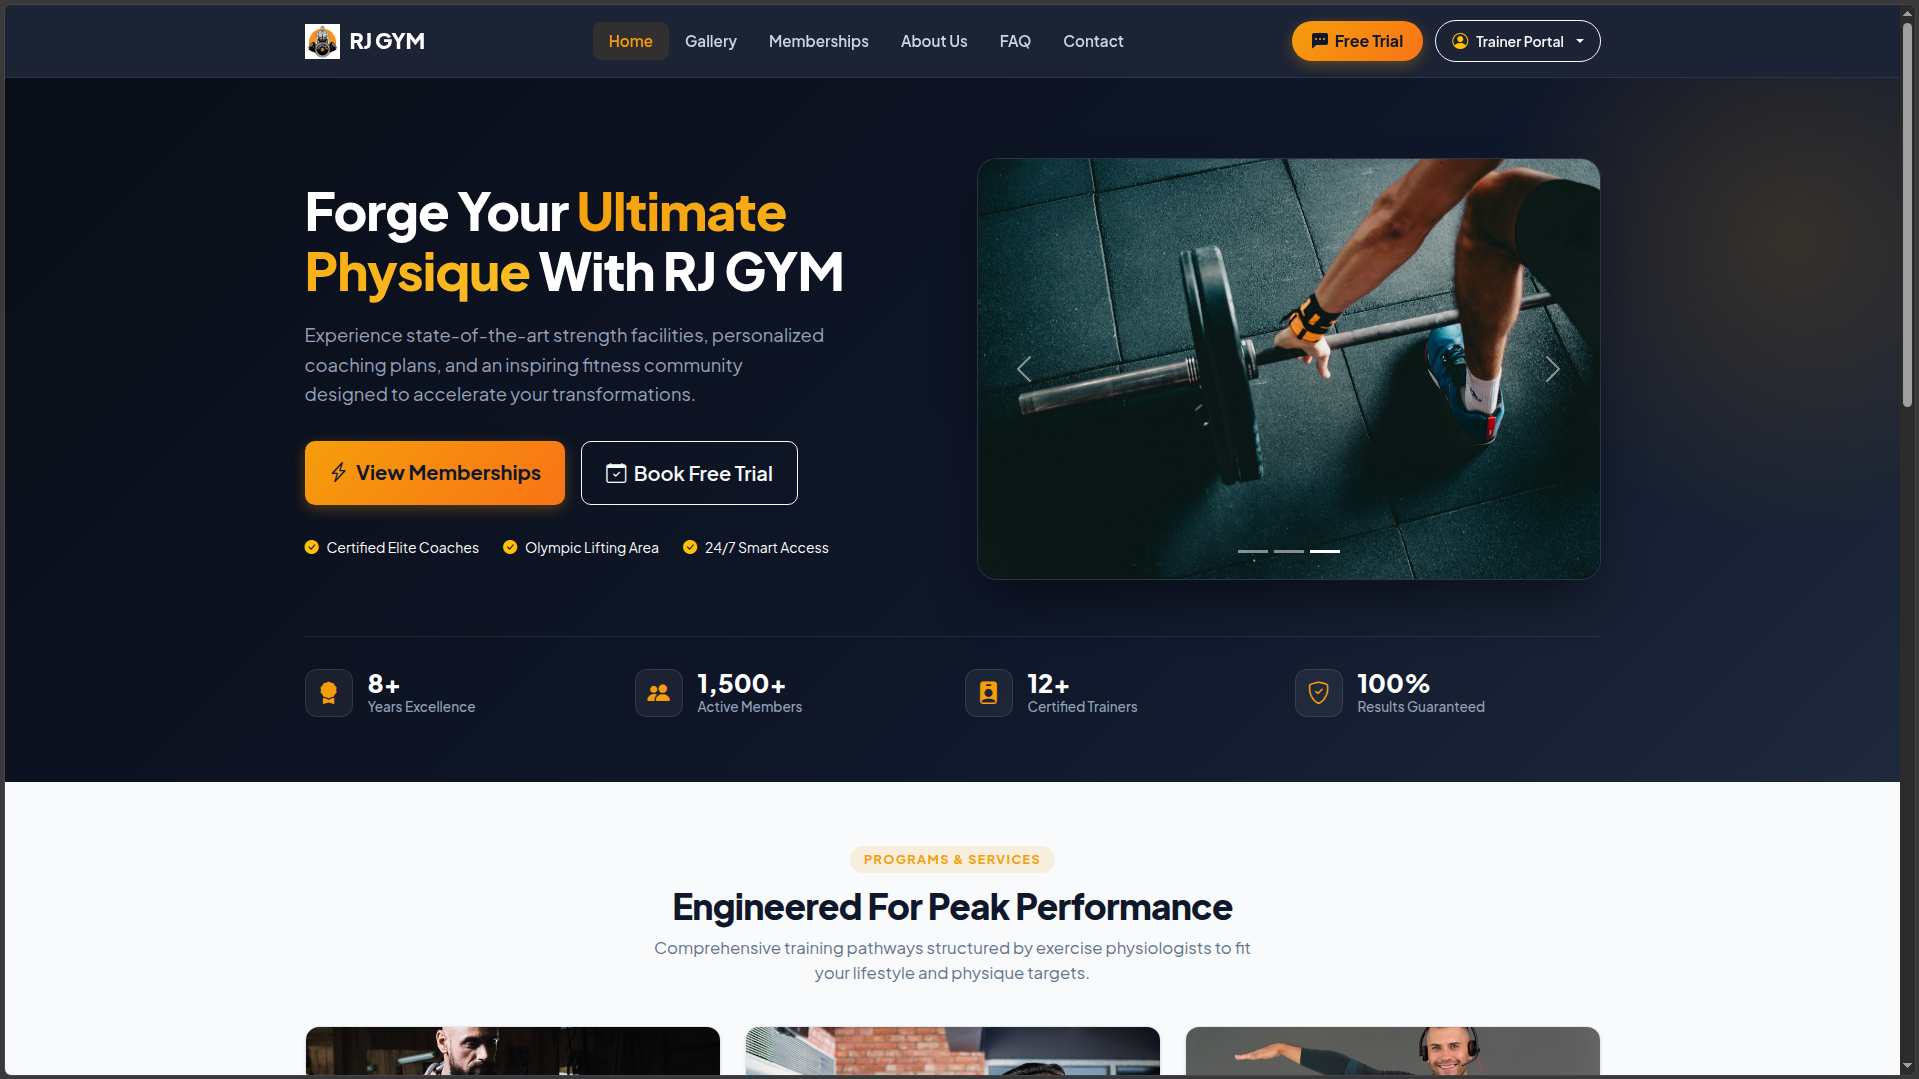 RJ GYM
Home
Gallery
Memberships
About Us
FAQ
Contact
Free Trial
Trainer Portal
Forge Your Ultimate
Physique With RJ GYM
Experience state-of-the-art strength facilities, personalized
coaching plans, and an inspiring fitness community
designed to accelerate your transformations.
View Memberships
Book Free Trial
Certified Elite Coaches
Olympic Lifting Area
24/7 Smart Access
8+
Years Excellence
1,500+
Active Members
12+
Certified Trainers
100%
Results Guaranteed
PROGRAMS & SERVICES
Engineered For Peak Performance
Comprehensive training pathways structured by exercise physiologists to fit
your lifestyle and physique targets.